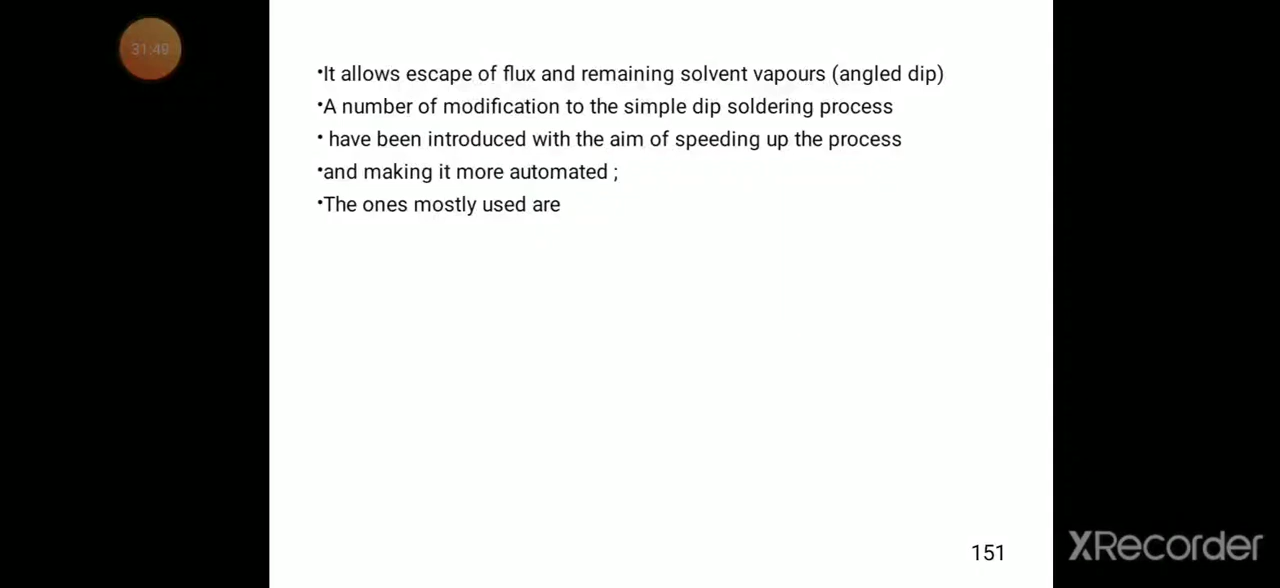 31:48
•It allows escape of flux and remaining solvent vapours (angled dip)
•A number of modification to the simple dip soldering process
• have been introduced with the aim of speeding up the process
•and making it more automated ;
•The ones mostly used are
151
XRecorder